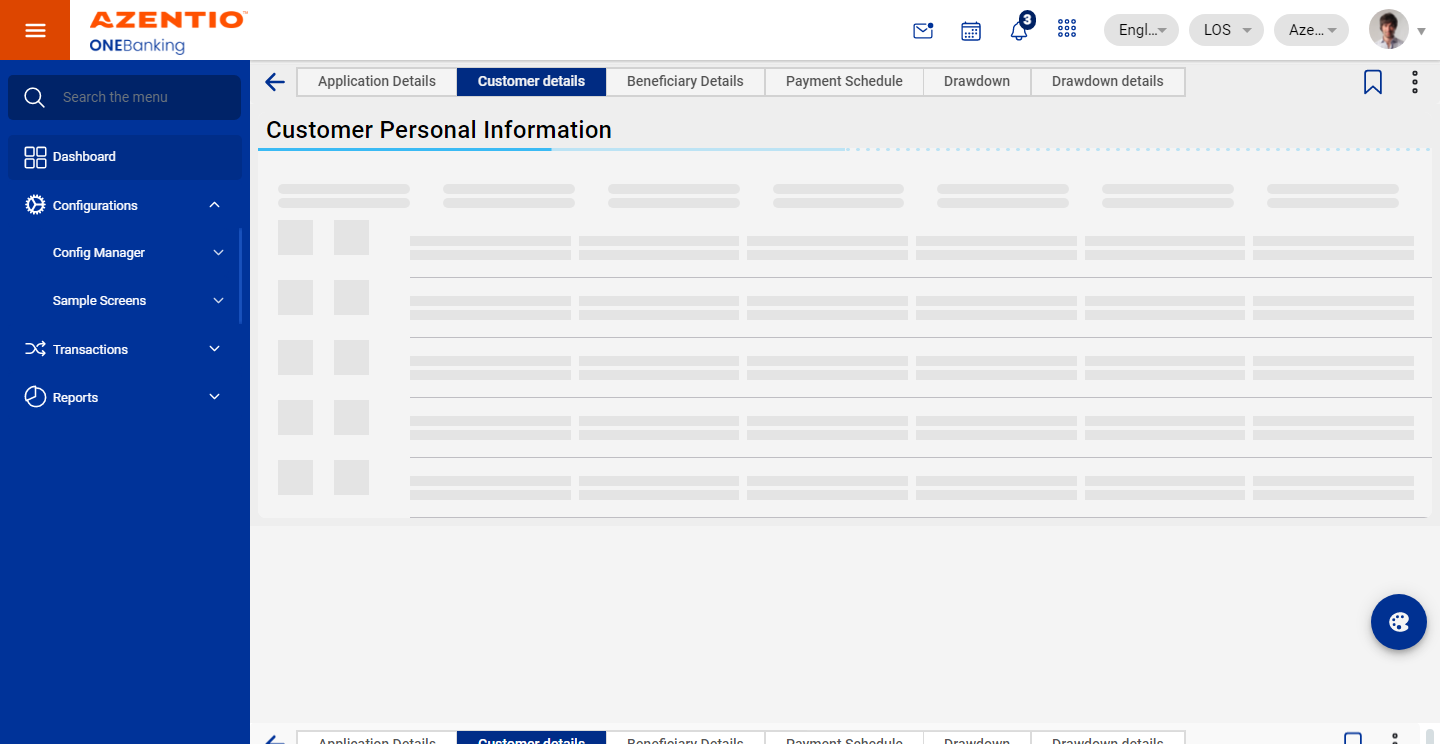 AZENTIO™
ONEBanking
3
Engl...
LOS
Aze...
Search the menu
Dashboard
Configurations
Config Manager
Sample Screens
Transactions
Reports
Application Details
Customer details
Beneficiary Details
Payment Schedule
Drawdown
Drawdown details
Customer Personal Information
Application Details
Customer details
Beneficiary Details
Payment Schedule
Drawdown
Drawdown details